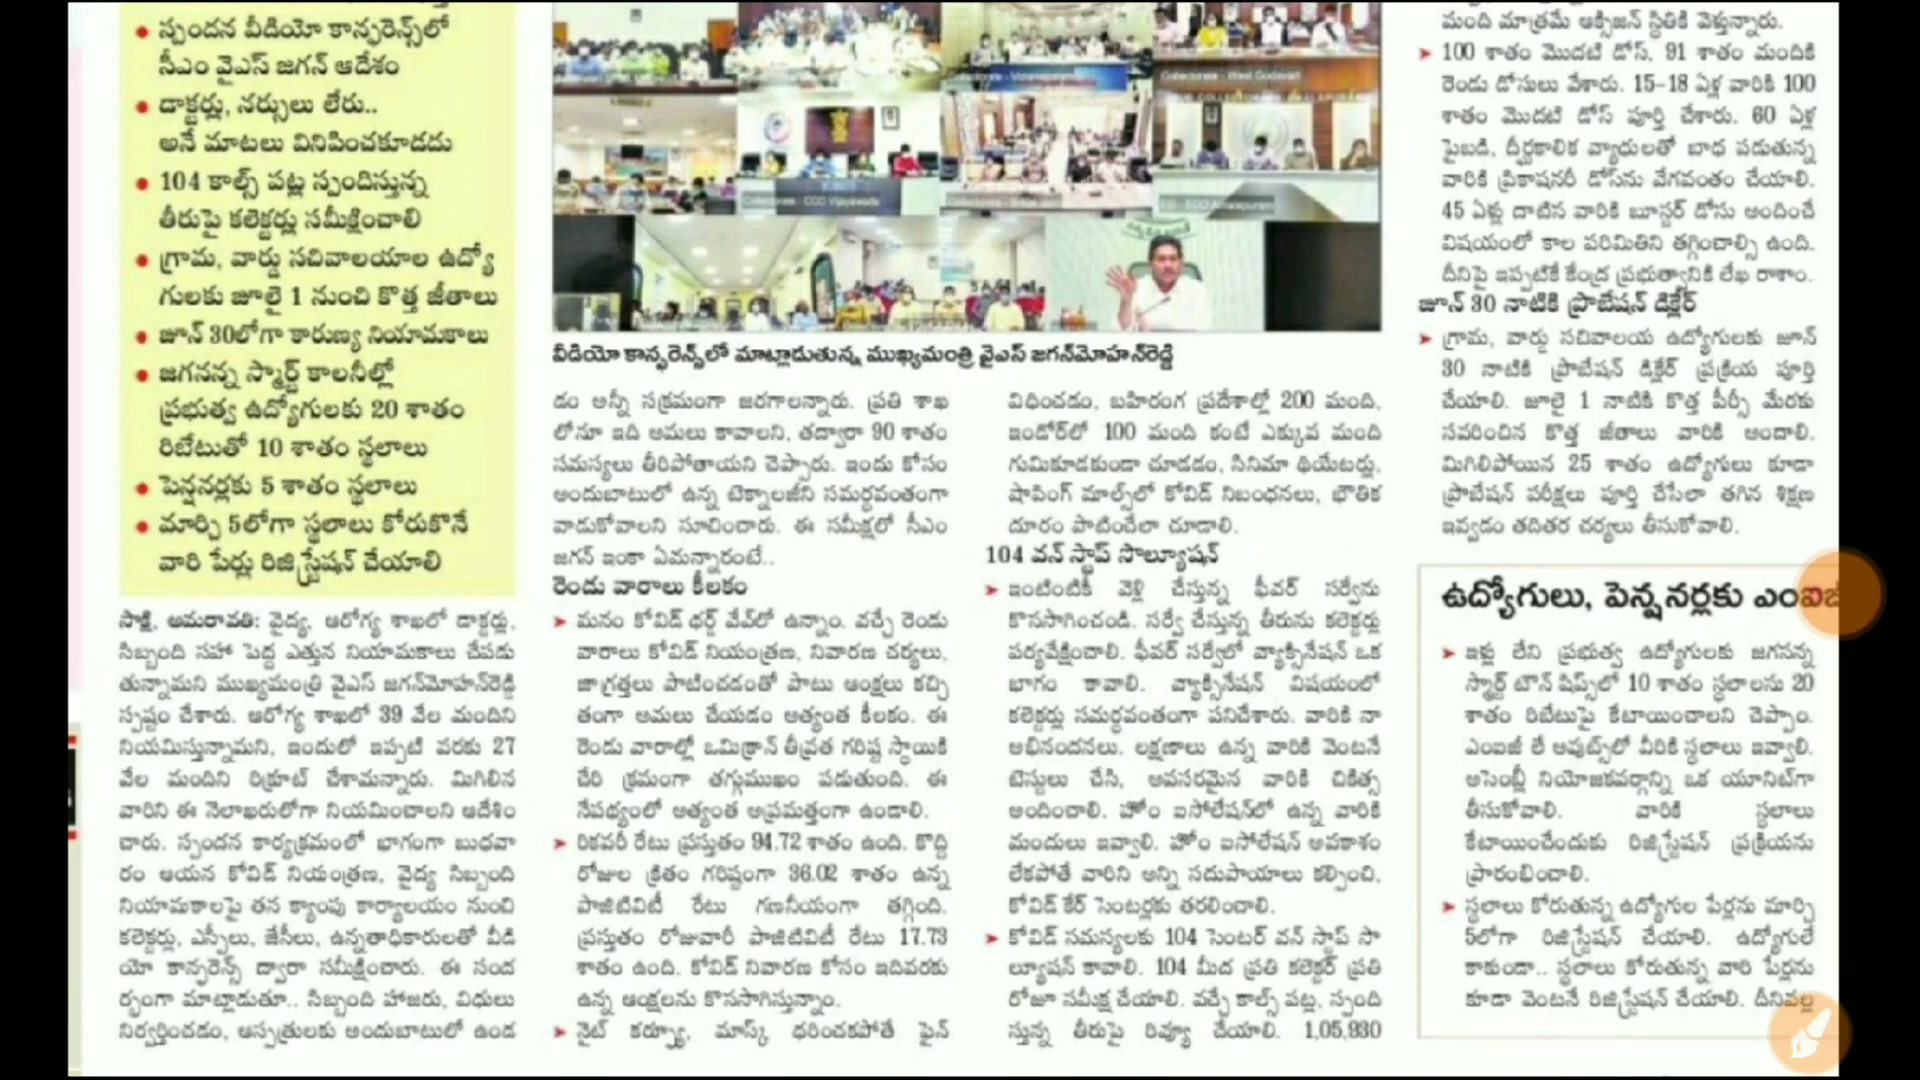 స్పందన వీడియో కాన్ఫరెన్స్‌లో
సీఎం వైఎస్ జగన్ ఆదేశం
డాక్టర్లు, నర్సులు లేరు..
అనే మాటలు వినిపించకూడదు
104 కాల్స్ పట్ల స్పందిస్తున్న
తీరుపై కలెక్టర్లు సమీక్షించాలి
గ్రామ, వార్డు సచివాలయాల ఉద్యో
గులకు జూలై 1 నుంచి కొత్త జీతాలు
జూన్ 30లోగా కారుణ్య నియామకాలు
జగనన్న స్మార్ట్ కాలనీల్లో
ప్రభుత్వ ఉద్యోగులకు 20 శాతం
రిబేటుతో 10 శాతం స్థలాలు
పెన్షనర్లకు 5 శాతం స్థలాలు
మార్చి 5లోగా స్థలాలు కోరుకొనే
వారి పేర్లు రిజిస్ట్రేషన్ చేయాలి
సాక్షి, అమరావతి: వైద్య, ఆరోగ్య శాఖలో డాక్టర్లు,
సిబ్బంది సహా పెద్ద ఎత్తున నియామకాలు చేపడు
తున్నామని ముఖ్యమంత్రి వైఎస్ జగన్‌మోహన్‌రెడ్డి
స్పష్టం చేశారు. ఆరోగ్య శాఖలో 39 వేల మందిని
నియమిస్తున్నామని, ఇందులో ఇప్పటి వరకు 27
వేల మందిని రిక్రూట్ చేశామన్నారు. మిగిలిన
వారిని ఈ నెలాఖరులోగా నియమించాలని ఆదేశిం
చారు. స్పందన కార్యక్రమంలో భాగంగా బుధవా
రం ఆయన కోవిడ్ నియంత్రణ, వైద్య సిబ్బంది
నియామకాలపై తన క్యాంపు కార్యాలయం నుంచి
కలెక్టర్లు, ఎస్పీలు, జేసీలు, ఉన్నతాధికారులతో వీడి
యో కాన్ఫరెన్స్ ద్వారా సమీక్షించారు. ఈ సంద
ర్భంగా మాట్లాడుతూ.. సిబ్బంది హాజరు, విధులు
నిర్వర్తించడం, ఆస్పత్రులకు అందుబాటులో ఉండ
Collectorate - West Godavari
Collectorate - CCO Vijayawada
వీడియో కాన్ఫరెన్స్‌లో మాట్లాడుతున్న ముఖ్యమంత్రి వైఎస్ జగన్‌మోహన్‌రెడ్డి
డం అన్నీ సక్రమంగా జరగాలన్నారు. ప్రతి శాఖ
లోనూ ఇది అమలు కావాలని, తద్వారా 90 శాతం
సమస్యలు తీరిపోతాయని చెప్పారు. ఇందు కోసం
అందుబాటులో ఉన్న టెక్నాలజీని సమర్థవంతంగా
వాడుకోవాలని సూచించారు. ఈ సమీక్షలో సీఎం
జగన్ ఇంకా ఏమన్నారంటే..
రెండు వారాలు కీలకం
మనం కోవిడ్ థర్డ్ వేవ్‌లో ఉన్నాం. వచ్చే రెండు
వారాలు కోవిడ్ నియంత్రణ, నివారణ చర్యలు,
జాగ్రత్తలు పాటించడంతో పాటు ఆంక్షలు కచ్చి
తంగా అమలు చేయడం అత్యంత కీలకం. ఈ
రెండు వారాల్లో ఒమిక్రాన్ తీవ్రత గరిష్ట స్థాయికి
చేరి క్రమంగా తగ్గుముఖం పడుతుంది. ఈ
నేపథ్యంలో అత్యంత అప్రమత్తంగా ఉండాలి.
రికవరీ రేటు ప్రస్తుతం 94.72 శాతం ఉంది. కొద్ది
రోజుల క్రితం గరిష్టంగా 36.02 శాతం ఉన్న
పాజిటివిటీ రేటు గణనీయంగా తగ్గింది.
ప్రస్తుతం రోజువారీ పాజిటివిటీ రేటు 17.73
శాతం ఉంది. కోవిడ్ నివారణ కోసం ఇదివరకు
ఉన్న ఆంక్షలను కొనసాగిస్తున్నాం.
నైట్ కర్ఫ్యూ, మాస్క్ ధరించకపోతే ఫైన్
విధించడం, బహిరంగ ప్రదేశాల్లో 200 మంది,
ఇండోర్‌లో 100 మంది కంటే ఎక్కువ మంది
గుమికూడకుండా చూడడం, సినిమా థియేటర్లు,
షాపింగ్ మాల్స్‌లో కోవిడ్ నిబంధనలు, భౌతిక
దూరం పాటించేలా చూడాలి.
104 వన్ స్టాప్ సొల్యూషన్
ఇంటింటికీ వెళ్లి చేస్తున్న ఫీవర్ సర్వేను
కొనసాగించండి. సర్వే చేస్తున్న తీరును కలెక్టర్లు
పర్యవేక్షించాలి. ఫీవర్ సర్వేలో వ్యాక్సినేషన్ ఒక
భాగం కావాలి. వ్యాక్సినేషన్ విషయంలో
కలెక్టర్లు సమర్థవంతంగా పనిచేశారు. వారికి నా
అభినందనలు. లక్షణాలు ఉన్న వారికి వెంటనే
టెస్టులు చేసి, అవసరమైన వారికి చికిత్స
అందించాలి. హోం ఐసోలేషన్‌లో ఉన్న వారికి
మందులు ఇవ్వాలి. హోం ఐసోలేషన్ అవకాశం
లేకపోతే వారిని అన్ని సదుపాయాలు కల్పించి,
కోవిడ్ కేర్ సెంటర్లకు తరలించాలి.
కోవిడ్ సమస్యలకు 104 సెంటర్ వన్ స్టాప్ సొ
ల్యూషన్ కావాలి. 104 మీద ప్రతి కలెక్టర్ ప్రతి
రోజూ సమీక్ష చేయాలి. వచ్చే కాల్స్ పట్ల, స్పంది
స్తున్న తీరుపై రివ్యూ చేయాలి. 1,05,930
మంది మాత్రమే ఆక్సిజన్ స్థితికి వెళ్తున్నారు.
100 శాతం మొదటి డోస్, 91 శాతం మందికి
రెండు డోసులు వేశారు. 15-18 ఏళ్ల వారికి 100
శాతం మొదటి డోస్ పూర్తి చేశారు. 60 ఏళ్ల
పైబడి, దీర్ఘకాలిక వ్యాధులతో బాధ పడుతున్న
వారికి ప్రికాషనరీ డోస్‌ను వేగవంతం చేయాలి.
45 ఏళ్లు దాటిన వారికి బూస్టర్ డోసు అందించే
విషయంలో కాల పరిమితిని తగ్గించాల్సి ఉంది.
దీనిపై ఇప్పటికే కేంద్ర ప్రభుత్వానికి లేఖ రాశాం.
జూన్ 30 నాటికి ప్రొబేషన్ డిక్లేర్
గ్రామ, వార్డు సచివాలయ ఉద్యోగులకు జూన్
30 నాటికి ప్రొబేషన్ డిక్లేర్ ప్రక్రియ పూర్తి
చేయాలి. జూలై 1 నాటికి కొత్త పీర్సీ మేరకు
సవరించిన కొత్త జీతాలు వారికి అందాలి.
మిగిలిపోయిన 25 శాతం ఉద్యోగులు కూడా
ప్రొబేషన్ పరీక్షలు పూర్తి చేసేలా తగిన శిక్షణ
ఇవ్వడం తదితర చర్యలు తీసుకోవాలి.
ఉద్యోగులు, పెన్షనర్లకు ఎంఐజీ
ఇళ్లు లేని ప్రభుత్వ ఉద్యోగులకు జగనన్న
స్మార్ట్ టౌన్ షిప్స్‌లో 10 శాతం స్థలాలను 20
శాతం రిబేటుపై కేటాయించాలని చెప్పాం.
ఎంఐజీ లే అవుట్స్‌లో వీరికి స్థలాలు ఇవ్వాలి.
అసెంబ్లీ నియోజకవర్గాన్ని ఒక యూనిట్‌గా
తీసుకోవాలి. వారికి స్థలాలు
కేటాయించేందుకు రిజిస్ట్రేషన్ ప్రక్రియను
ప్రారంభించాలి.
స్థలాలు కోరుతున్న ఉద్యోగుల పేర్లను మార్చి
5లోగా రిజిస్ట్రేషన్ చేయాలి. ఉద్యోగులే
కాకుండా.. స్థలాలు కోరుతున్న వారి పేర్లను
కూడా వెంటనే రిజిస్ట్రేషన్ చేయాలి. దీనివల్ల